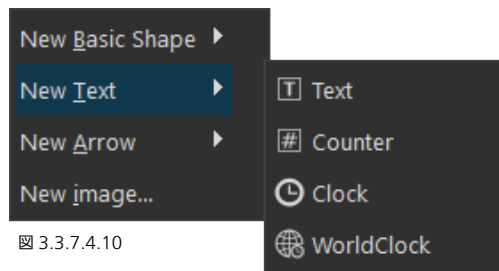 New Basic Shape
New Text
New Arrow
New image...
図 3.3.7.4.10
Text
Counter
Clock
WorldClock